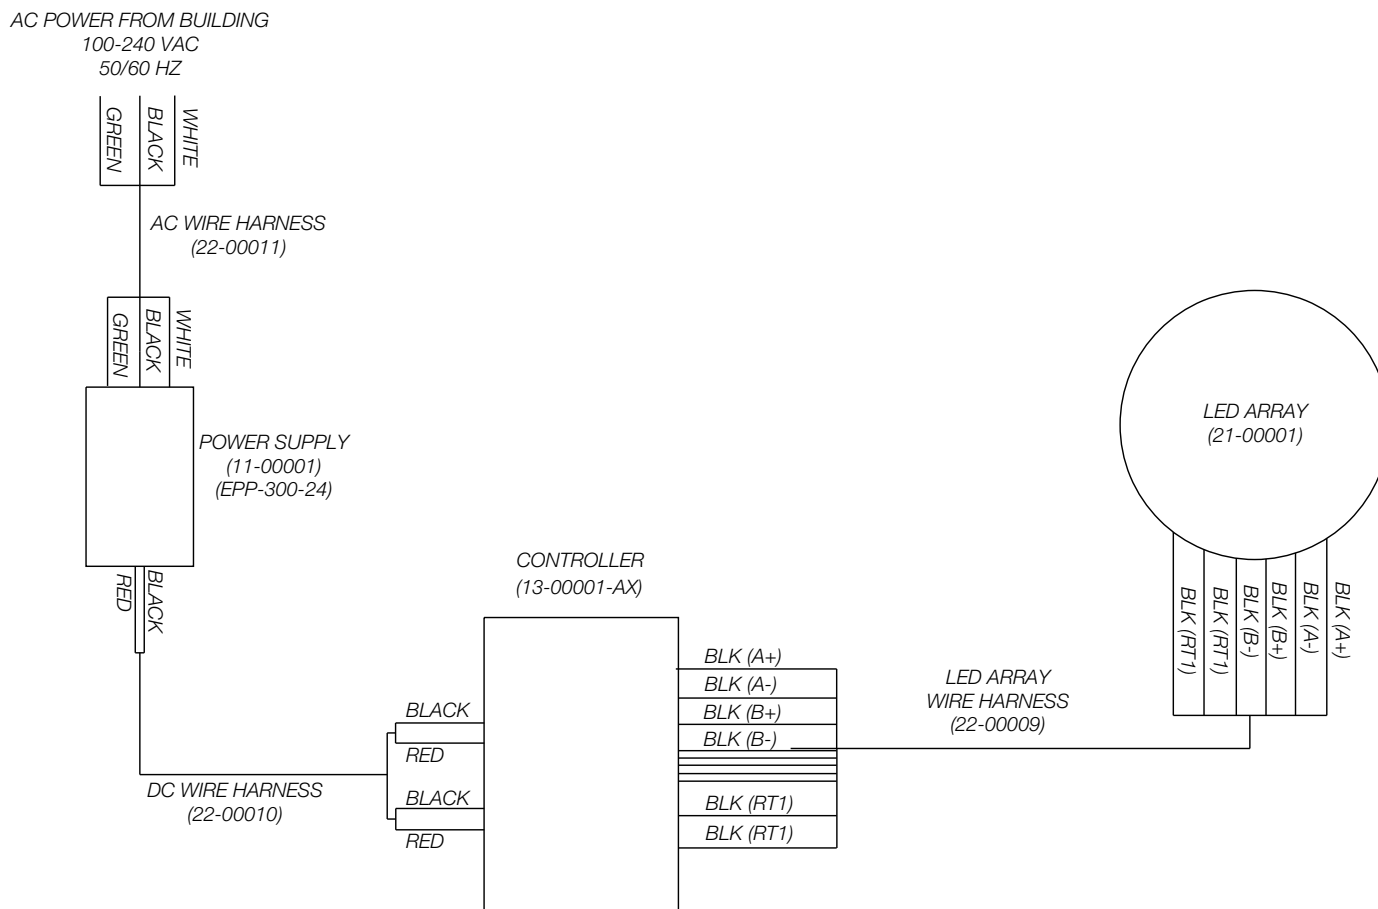 AC POWER FROM BUILDING
100-240 VAC
50/60 HZ
GREEN
BLACK
WHITE
AC WIRE HARNESS
(22-00011)
GREEN
BLACK
WHITE
POWER SUPPLY
(11-00001)
(EPP-300-24)
RED
BLACK
DC WIRE HARNESS
(22-00010)
BLACK
RED
BLACK
RED
CONTROLLER
(13-00001-AX)
BLK (A+)
BLK (A-)
BLK (B+)
BLK (B-)
BLK (RT1)
BLK (RT1)
LED ARRAY
WIRE HARNESS
(22-00009)
LED ARRAY
(21-00001)
BLK (RT1)
BLK (RT1)
BLK (B-)
BLK (B+)
BLK (A-)
BLK (A+)